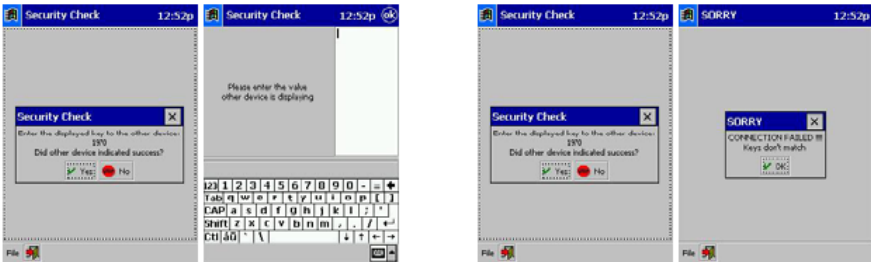 Security Check 12:52p
Security Check
Enter the displayed key to the other device:
1970
Did other device indicated success?
Yes No
File
Security Check 12:52p ok
Please enter the value
other device is displaying
123 1 2 3 4 5 6 7 8 9 0 - =
Tab q w e r t y u i o p [ ]
CAP a s d f g h j k l ; '
Shift z x c v b n m , . /
Ctl áü ` \
Security Check 12:52p
Security Check
Enter the displayed key to the other device:
1970
Did other device indicated success?
Yes No
File
SORRY 12:52p
SORRY
CONNECTION FAILED !!!
Keys don't match
OK
File